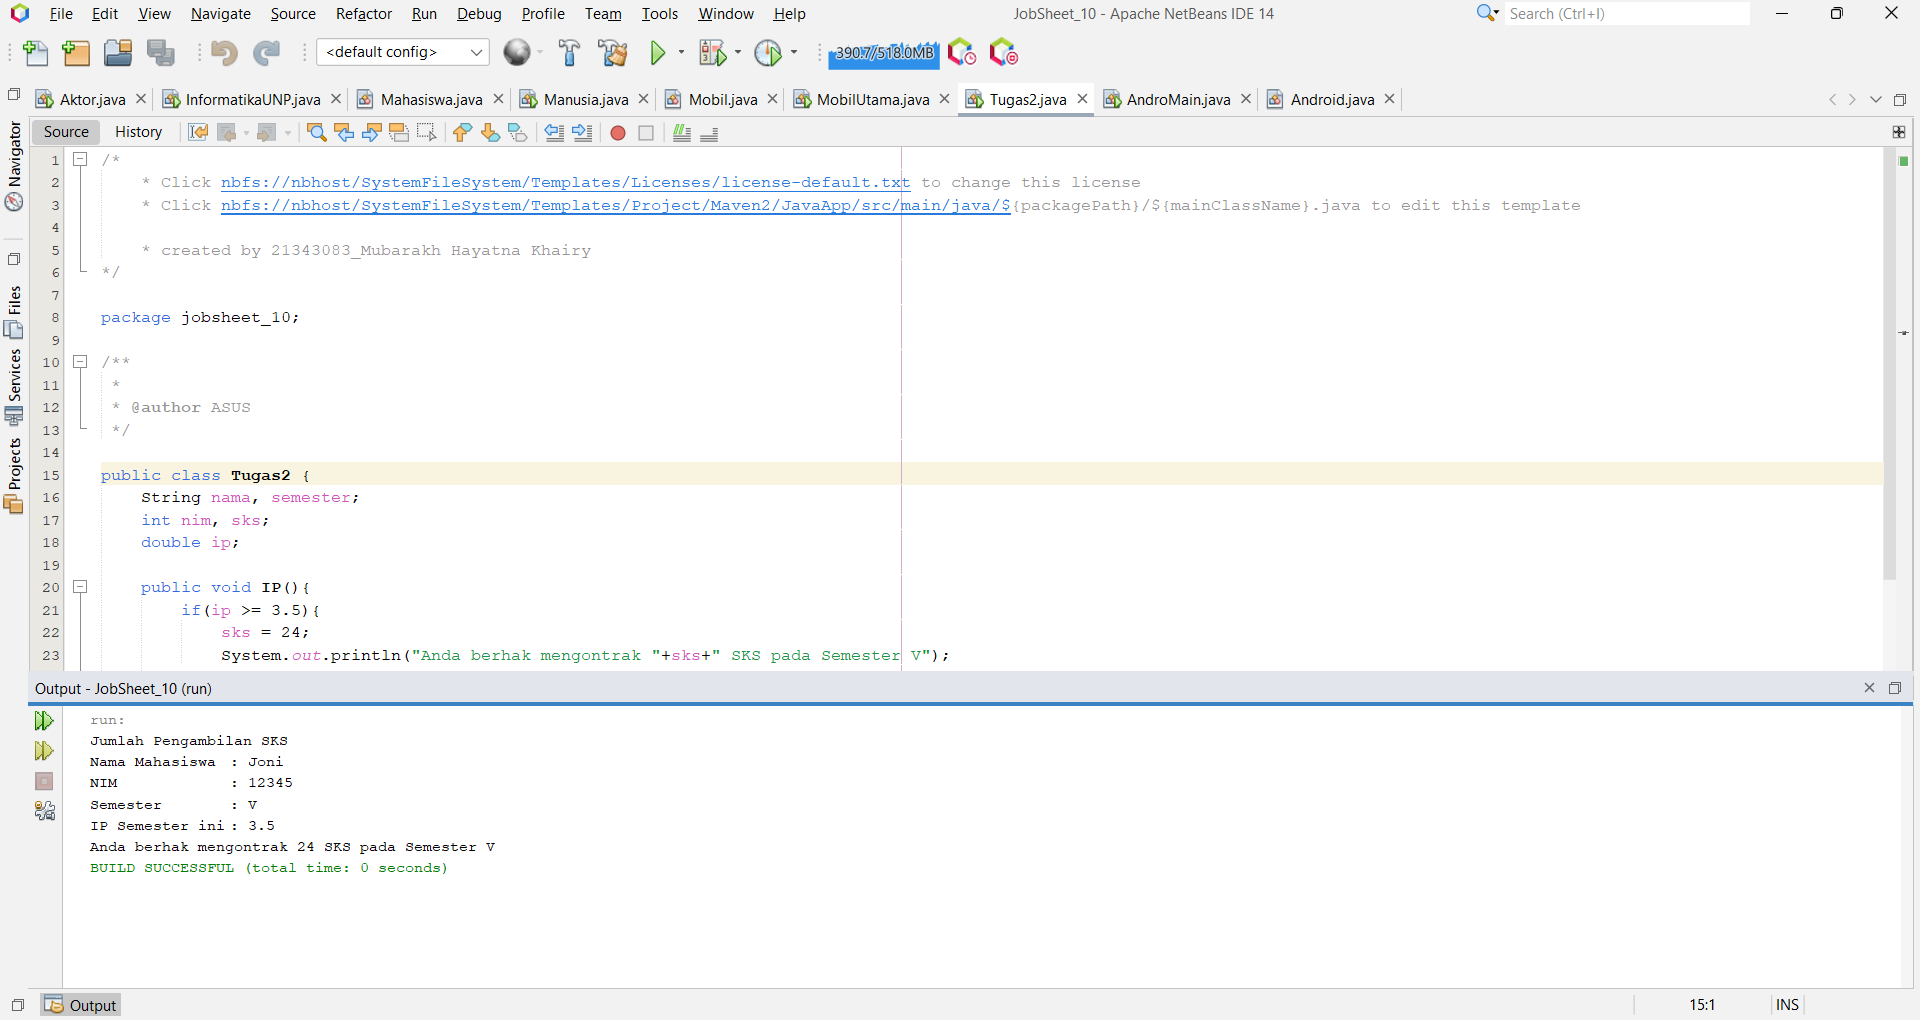 File Edit View Navigate Source Refactor Run Debug Profile Team Tools Window Help JobSheet_10 - Apache NetBeans IDE 14 Search (Ctrl+I)
<default config> 390.7/518.0MB
Aktor.java InformatikaUNP.java Mahasiswa.java Manusia.java Mobil.java MobilUtama.java Tugas2.java AndroMain.java Android.java
Source History
Navigator
Files
Services
Projects
1 /*
2 * Click nbfs://nbhost/SystemFileSystem/Templates/Licenses/license-default.txt to change this license
3 * Click nbfs://nbhost/SystemFileSystem/Templates/Project/Maven2/JavaApp/src/main/java/${packagePath}/${mainClassName}.java to edit this template
4
5 * created by 21343083_Mubarakh Hayatna Khairy
6 */
7
8 package jobsheet_10;
9
10 /**
11 *
12 * @author ASUS
13 */
14
15 public class Tugas2 {
16 String nama, semester;
17 int nim, sks;
18 double ip;
19
20 public void IP(){
21 if(ip >= 3.5){
22 sks = 24;
23 System.out.println("Anda berhak mengontrak "+sks+" SKS pada Semester V");
Output - JobSheet_10 (run)
run:
Jumlah Pengambilan SKS
Nama Mahasiswa : Joni
NIM : 12345
Semester : V
IP Semester ini : 3.5
Anda berhak mengontrak 24 SKS pada Semester V
BUILD SUCCESSFUL (total time: 0 seconds)
Output 15:1 INS